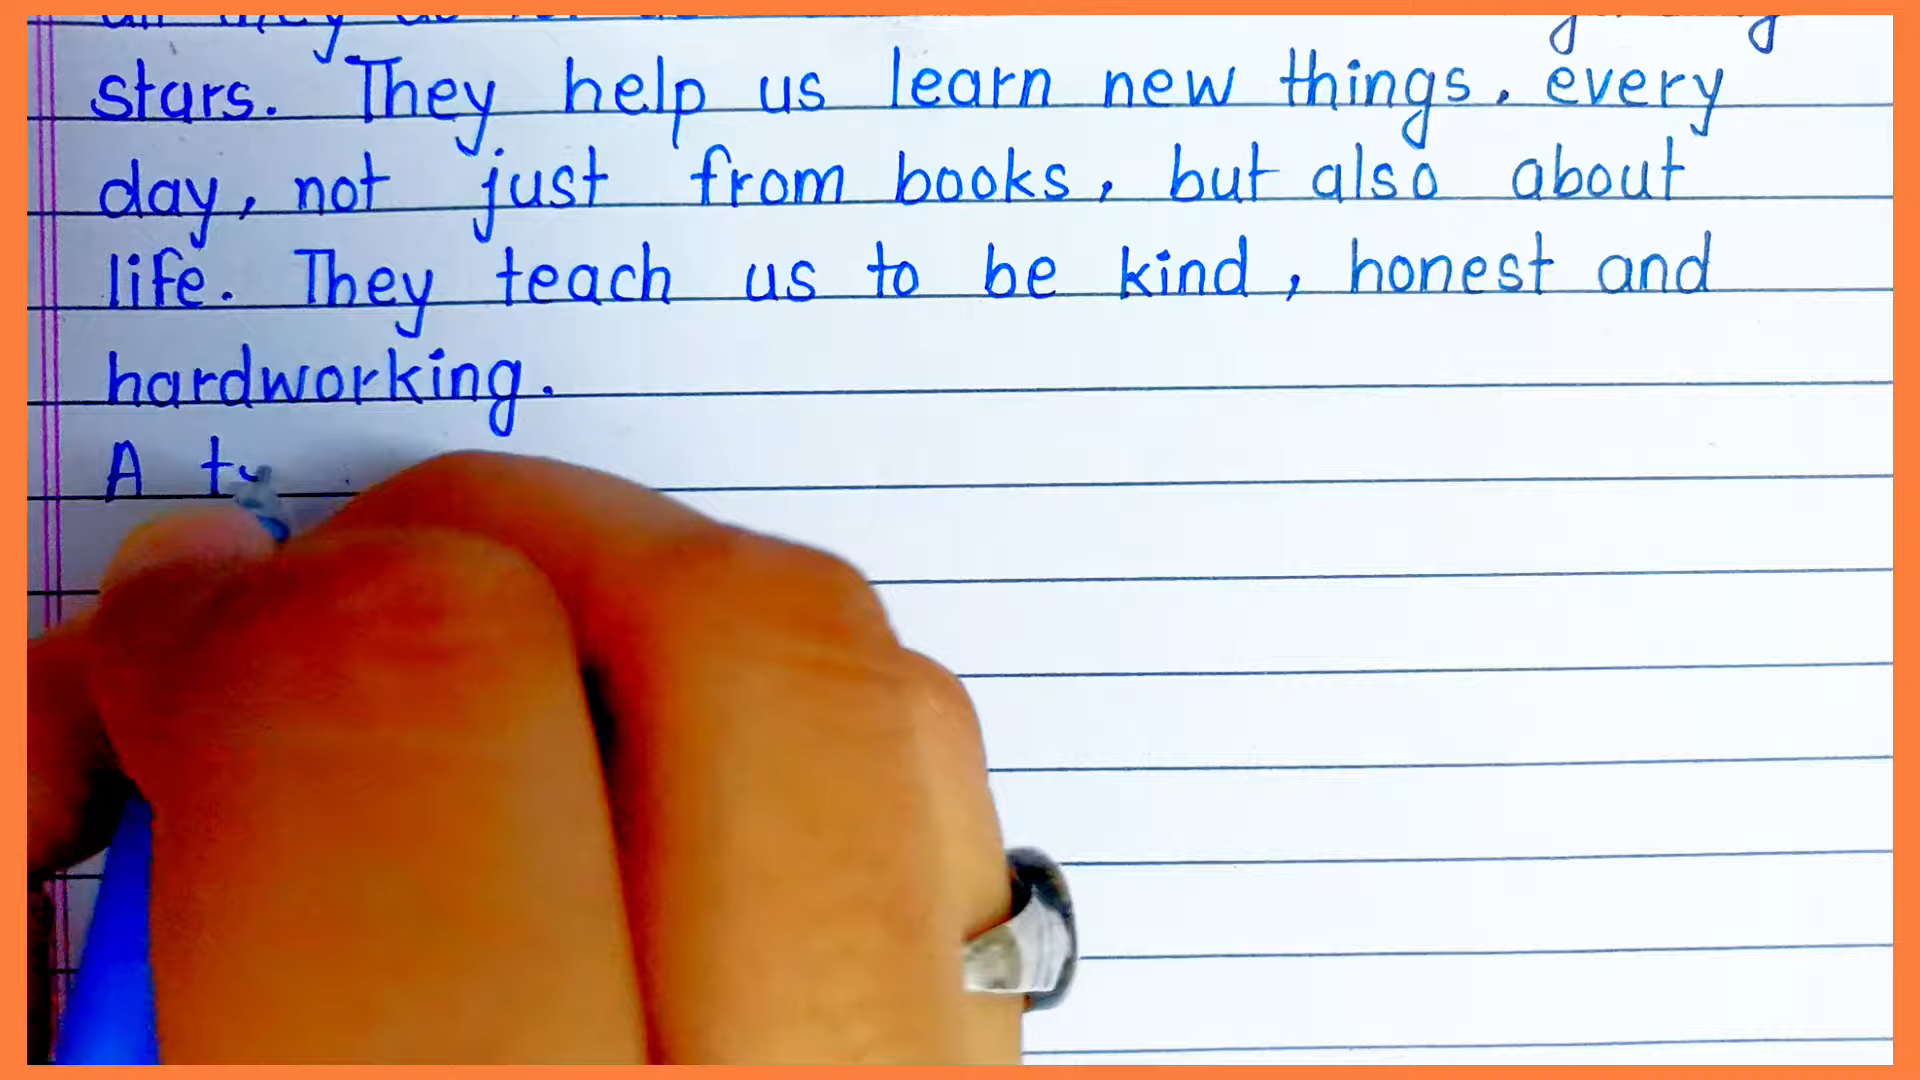 stars. They help us learn new things, every
day, not just from books, but also about
life. They teach us to be kind, honest and
hardworking.
A